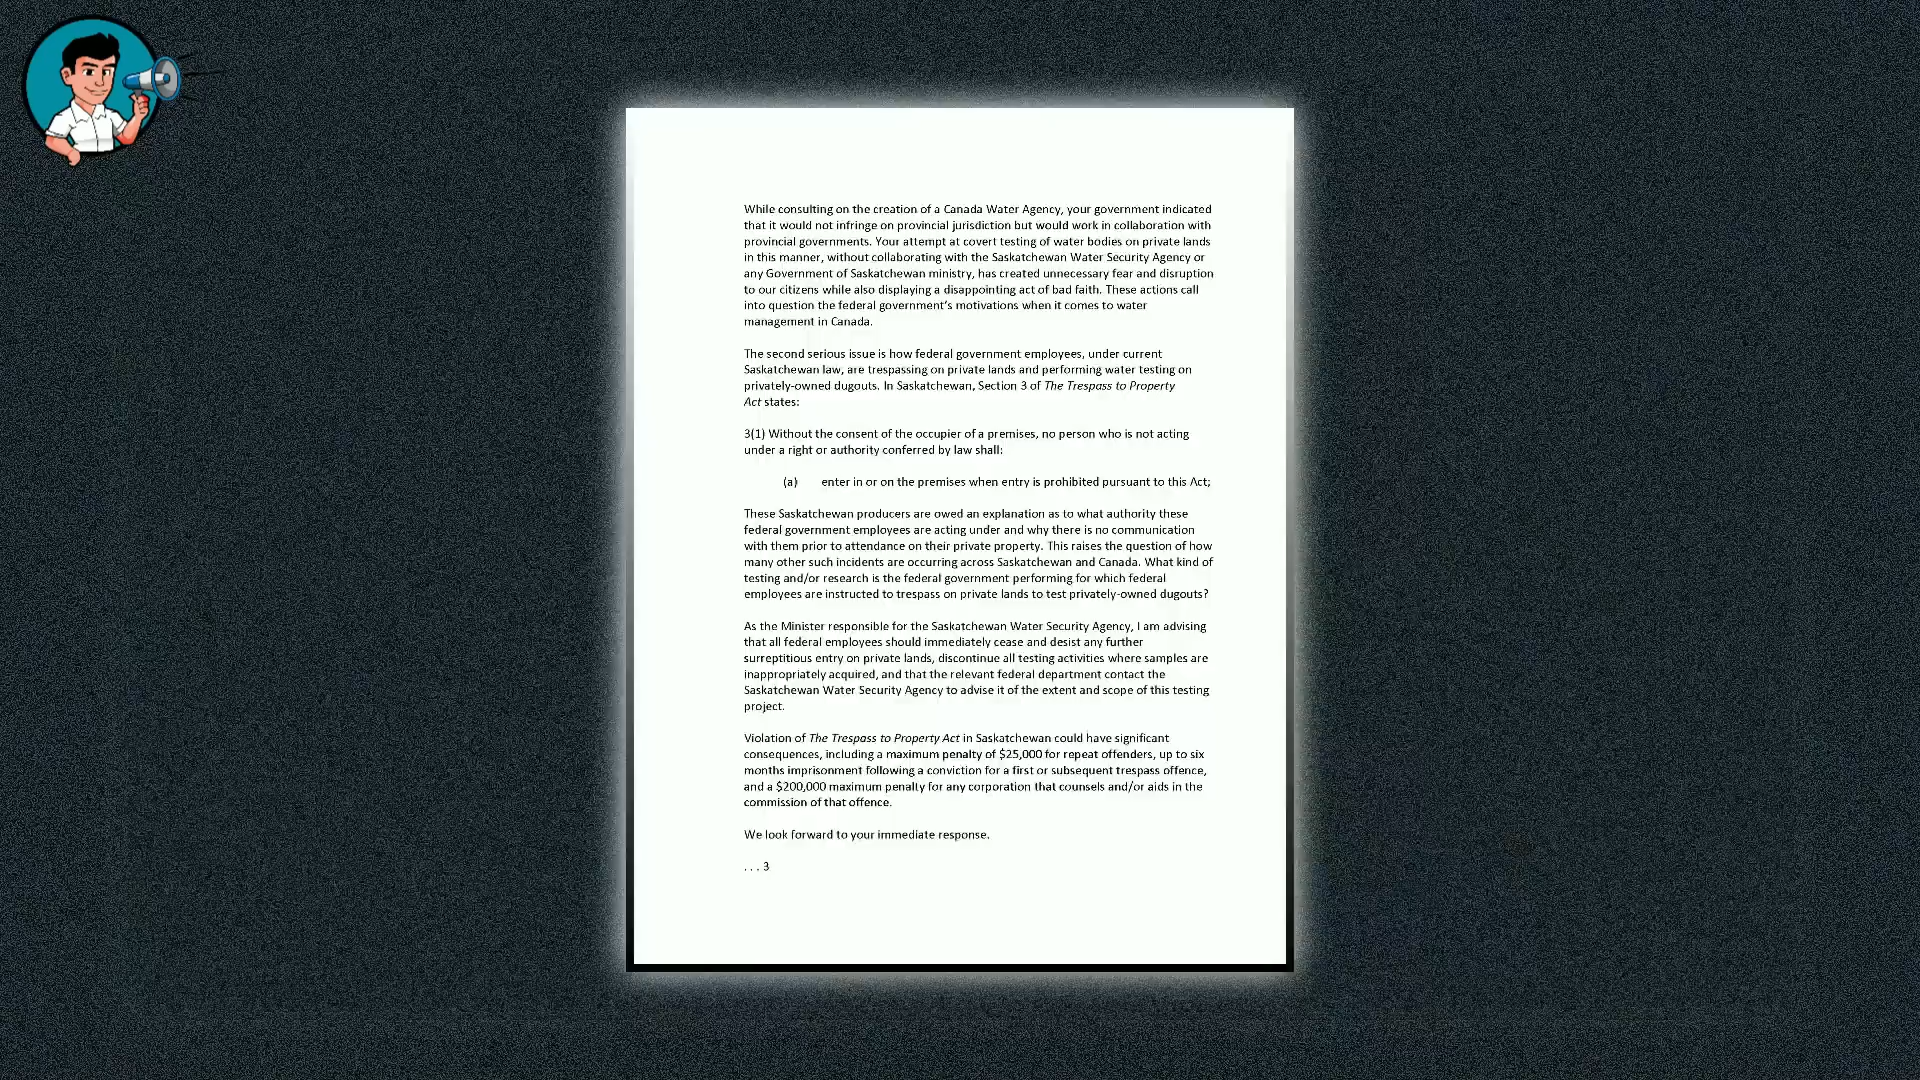 While consulting on the creation of a Canada Water Agency, your government indicated
that it would not infringe on provincial jurisdiction but would work in collaboration with
provincial governments. Your attempt at covert testing of water bodies on private lands
in this manner, without collaborating with the Saskatchewan Water Security Agency or
any Government of Saskatchewan ministry, has created unnecessary fear and disruption
to our citizens while also displaying a disappointing act of bad faith. These actions call
into question the federal government's motivations when it comes to water
management in Canada.
The second serious issue is how federal government employees, under current
Saskatchewan law, are trespassing on private lands and performing water testing on
privately-owned dugouts. In Saskatchewan, Section 3 of The Trespass to Property
Act states:
3(1) Without the consent of the occupier of a premises, no person who is not acting
under a right or authority conferred by law shall:
(a) enter in or on the premises when entry is prohibited pursuant to this Act;
These Saskatchewan producers are owed an explanation as to what authority these
federal government employees are acting under and why there is no communication
with them prior to attendance on their private property. This raises the question of how
many other such incidents are occurring across Saskatchewan and Canada. What kind of
testing and/or research is the federal government performing for which federal
employees are instructed to trespass on private lands to test privately-owned dugouts?
As the Minister responsible for the Saskatchewan Water Security Agency, I am advising
that all federal employees should immediately cease and desist any further
surreptitious entry on private lands, discontinue all testing activities where samples are
inappropriately acquired, and that the relevant federal department contact the
Saskatchewan Water Security Agency to advise it of the extent and scope of this testing
project.
Violation of The Trespass to Property Act in Saskatchewan could have significant
consequences, including a maximum penalty of $25,000 for repeat offenders, up to six
months imprisonment following a conviction for a first or subsequent trespass offence,
and a $200,000 maximum penalty for any corporation that counsels and/or aids in the
commission of that offence.
We look forward to your immediate response.
. . . 3